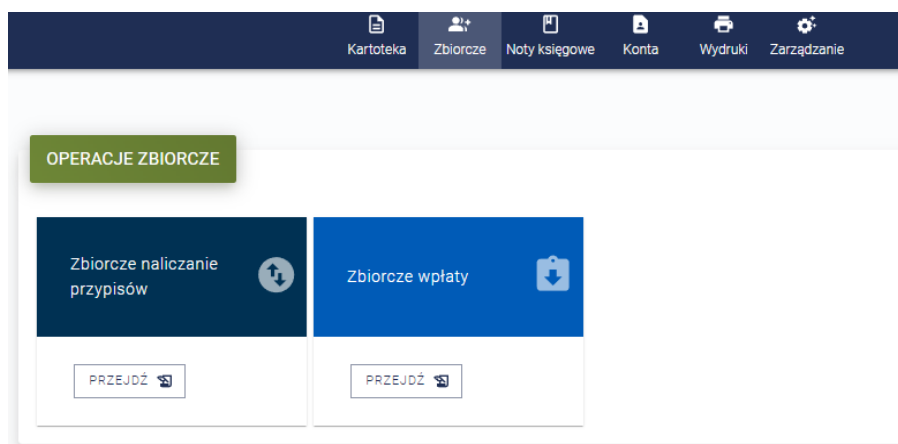 Kartoteka Zbiorcze Noty księgowe Konta Wydruki Zarządzanie
OPERACJE ZBIORCZE
Zbiorcze naliczanie
przypisów
Zbiorcze wpłaty
PRZEJDŹ PRZEJDŹ